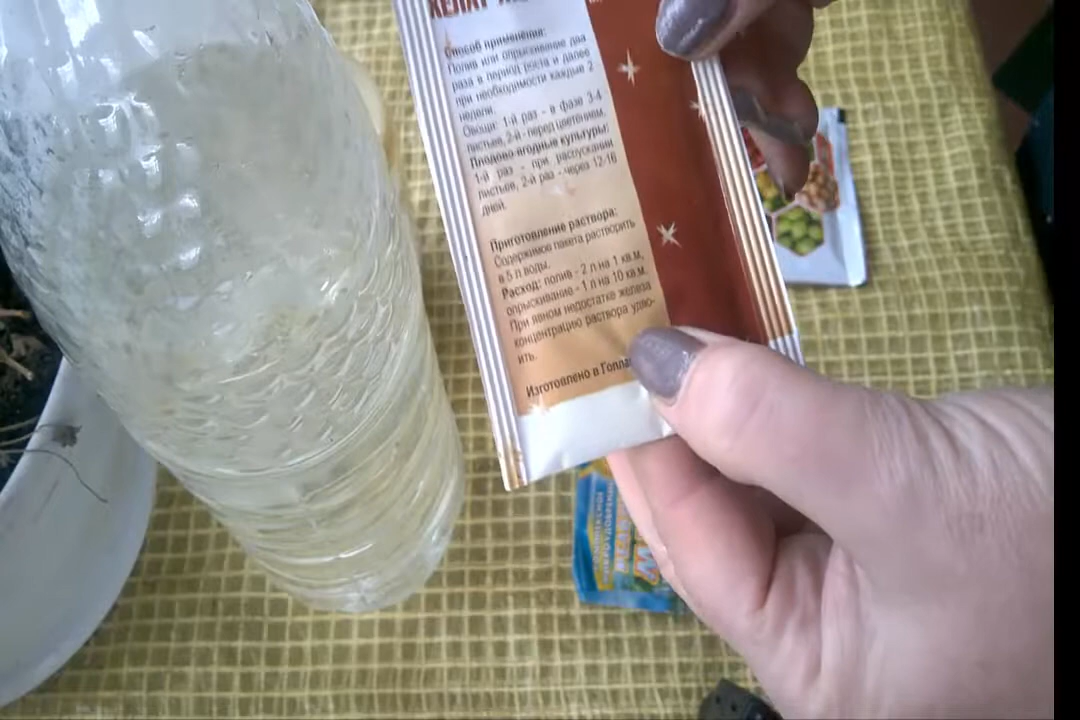 ХЕЛАТ
Способ применения:
Полив или опрыскивание два
раза в период роста и далее
при необходимости каждые 2
недели.
Овощи: 1-й раз - в фазе 3-4
листьев, 2-й - перед цветением.
Плодово-ягодные культуры:
1-й раз - при распускании
листьев, 2-й раз - через 12-16
дней.
Приготовление раствора:
Содержимое пакета растворить
в 5 л воды.
Расход: полив - 2 л на 1 кв.м,
опрыскивание - 1 л на 10 кв.м.
При явном недостатке железа
концентрацию раствора удво-
ить.
Изготовлено в Голла